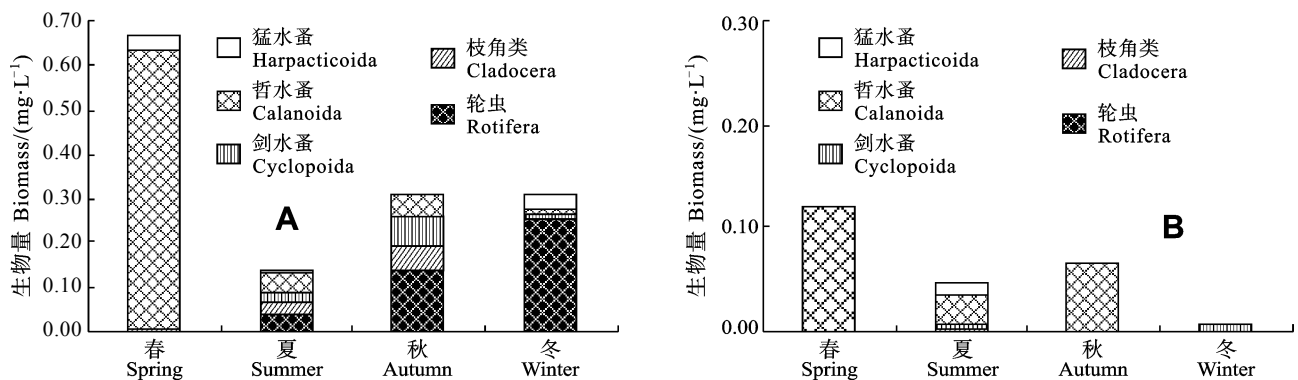 生物量 Biomass/(mg·L⁻¹)
0.70
0.60
0.50
0.40
0.30
0.20
0.10
0.00
猛水蚤
Harpacticoida
哲水蚤
Calanoida
剑水蚤
Cyclopoida
枝角类
Cladocera
轮虫
Rotifera
A
春
Spring
夏
Summer
秋
Autumn
冬
Winter
生物量 Biomass/(mg·L⁻¹)
0.30
0.20
0.10
0.00
猛水蚤
Harpacticoida
哲水蚤
Calanoida
剑水蚤
Cyclopoida
枝角类
Cladocera
轮虫
Rotifera
B
春
Spring
夏
Summer
秋
Autumn
冬
Winter